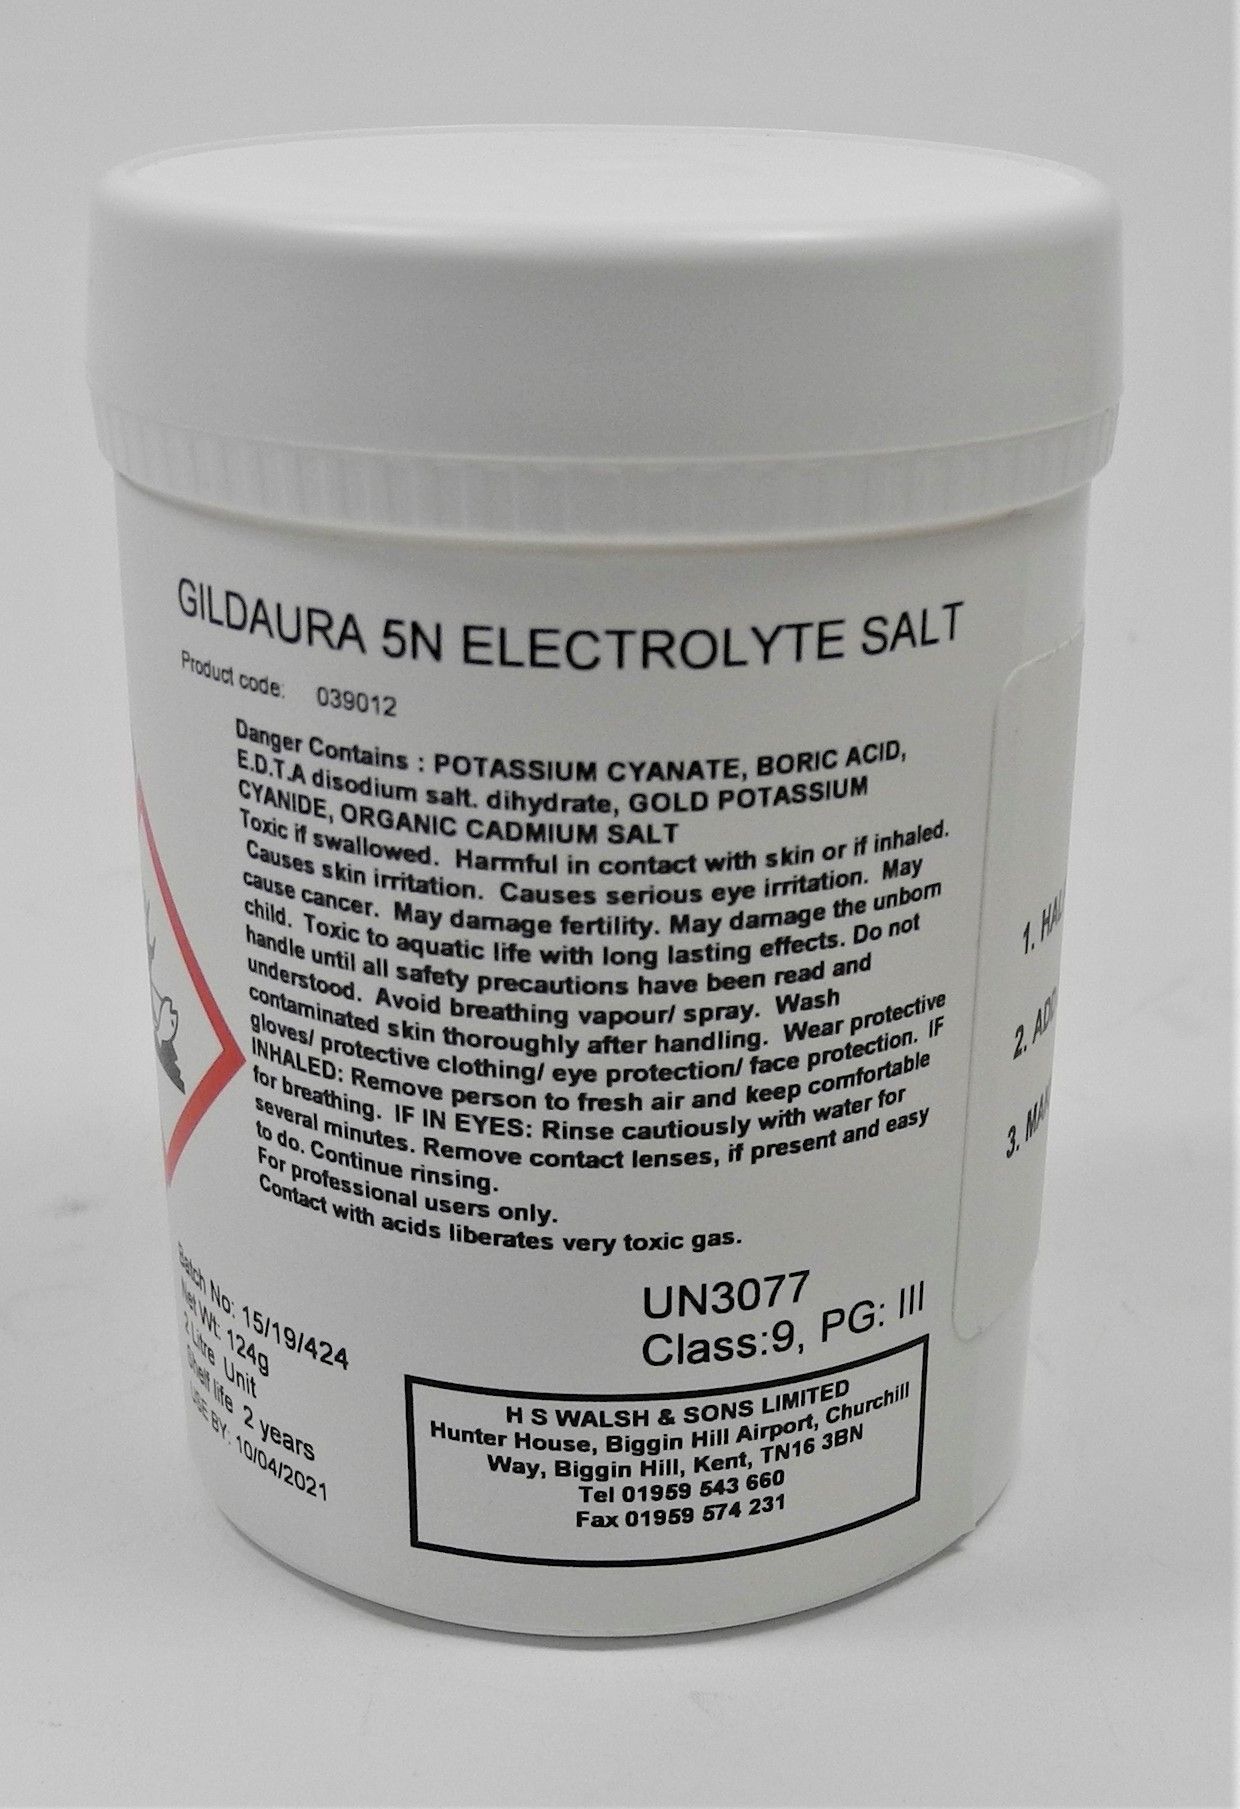 GILDAURA 5N ELECTROLYTE SALT
Product code: 039012
Danger Contains : POTASSIUM CYANATE, BORIC ACID,
E.D.T.A disodium salt. dihydrate, GOLD POTASSIUM
CYANIDE, ORGANIC CADMIUM SALT
Toxic if swallowed. Harmful in contact with skin or if inhaled.
Causes skin irritation. Causes serious eye irritation. May
cause cancer. May damage fertility. May damage the unborn
child. Toxic to aquatic life with long lasting effects. Do not
handle until all safety precautions have been read and
understood. Avoid breathing vapour/ spray. Wash
contaminated skin thoroughly after handling. Wear protective
gloves/ protective clothing/ eye protection/ face protection. IF
INHALED: Remove person to fresh air and keep comfortable
for breathing. IF IN EYES: Rinse cautiously with water for
several minutes. Remove contact lenses, if present and easy
to do. Continue rinsing.
For professional users only.
Contact with acids liberates very toxic gas.
Batch No: 15/19/424
Net Wt: 124g
2 Litre Unit
Shelf life 2 years
USE BY: 10/04/2021
UN3077
Class:9, PG: III
H S WALSH & SONS LIMITED
Hunter House, Biggin Hill Airport, Churchill
Way, Biggin Hill, Kent, TN16 3BN
Tel 01959 543 660
Fax 01959 574 231
1.
2.
3.